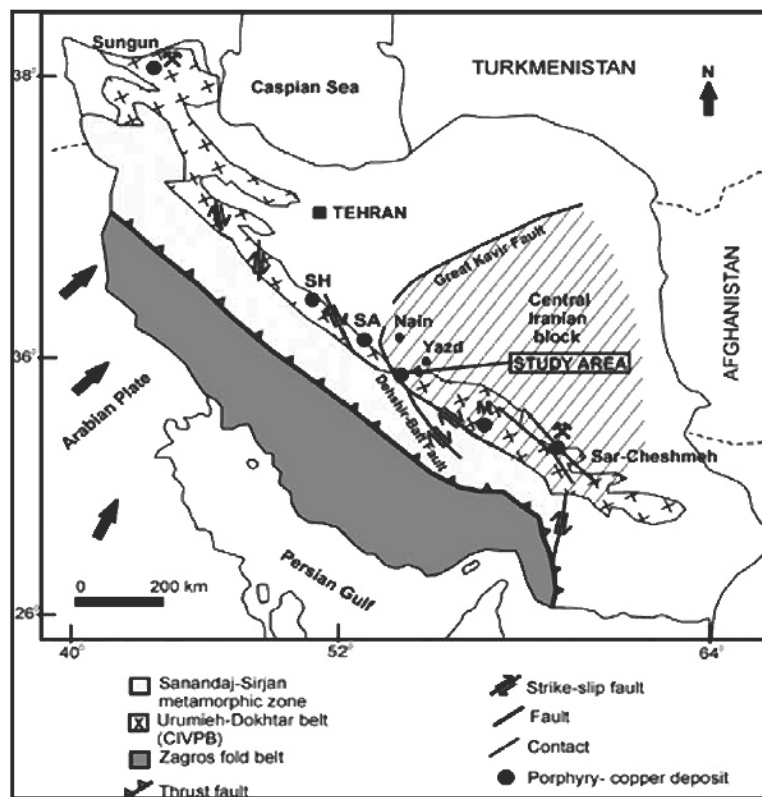 Sungun
38°
Caspian Sea
TURKMENISTAN
N
TEHRAN
Great Kavir Fault
AFGHANISTAN
SH
SA
Nain
Central
Iranian
block
36°
Yazd
STUDY AREA
Arabian Plate
Dehshir-Baft Fault
M
Sar-Cheshmeh
Persian Gulf
0 200 km
26°
40° 52° 64°
Sanandaj-Sirjan
metamorphic zone
Urumieh-Dokhtar belt
(CIVPB)
Zagros fold belt
Thrust fault
Strike-slip fault
Fault
Contact
Porphyry- copper deposit